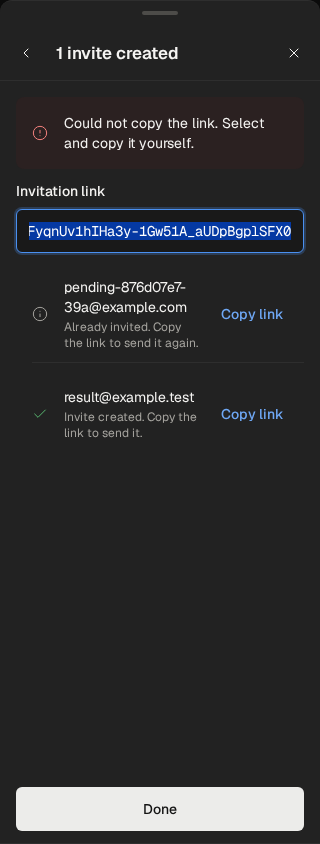 1 invite created
Could not copy the link. Select
and copy it yourself.
Invitation link
FyqnUv1hIHa3y-1Gw51A_aUDpBgplSFX0
pending-876d07e7-
39a@example.com
Already invited. Copy
the link to send it again.
Copy link
result@example.test
Invite created. Copy the
link to send it.
Copy link
Done